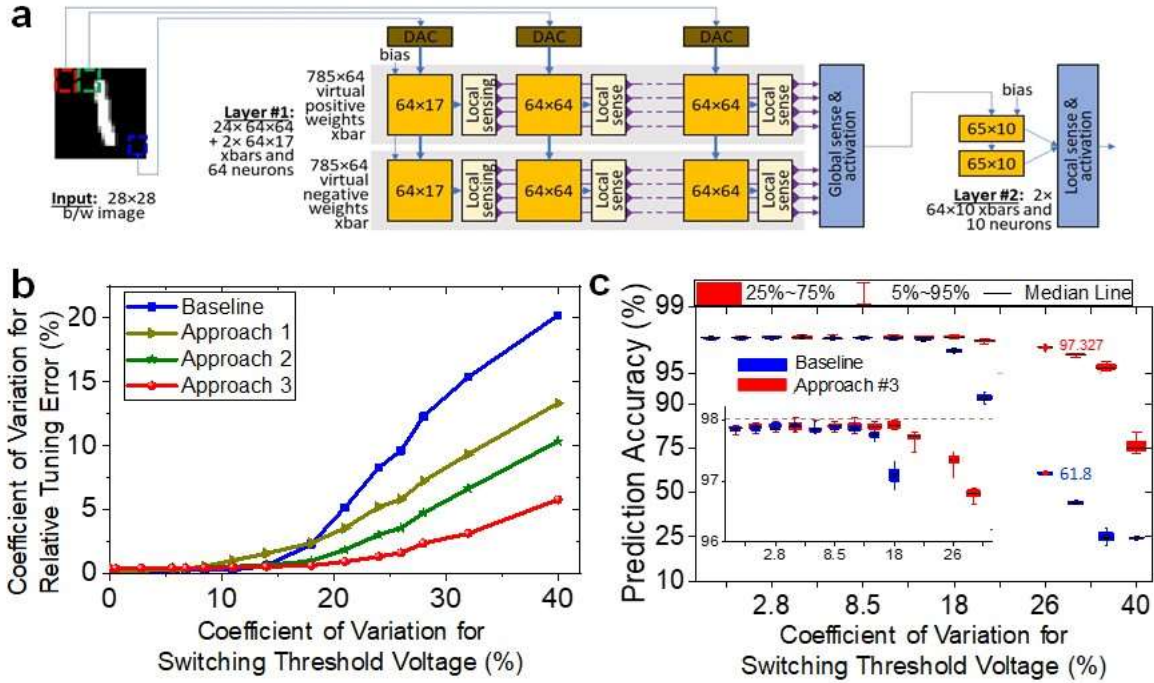 a
DAC
DAC
DAC
bias
785×64
virtual
positive
weights
xbar
64×17
Local
sensing
64×64
Local
sense
64×64
Local
sense
Layer #1:
24× 64×64
+ 2× 64×17
xbars and
64 neurons
785×64
virtual
negative
weights
xbar
64×17
Local
sensing
64×64
Local
sense
64×64
Local
sense
Global sense &
activation
bias
65×10
65×10
Local sense &
activation
Layer #2: 2×
64×10 xbars and
10 neurons
Input: 28×28
b/w image
b
Coefficient of Variation for
Relative Tuning Error (%)
20
15
10
5
0
Baseline
Approach 1
Approach 2
Approach 3
0 10 20 30 40
Coefficient of Variation for
Switching Threshold Voltage (%)
c
25%~75% 5%~95% Median Line
Prediction Accuracy (%)
99
95
90
75
50
25
10
97.327
Baseline
Approach #3
61.8
98
97
96
2.8 8.5 18 26
2.8 8.5 18 26 40
Coefficient of Variation for
Switching Threshold Voltage (%)